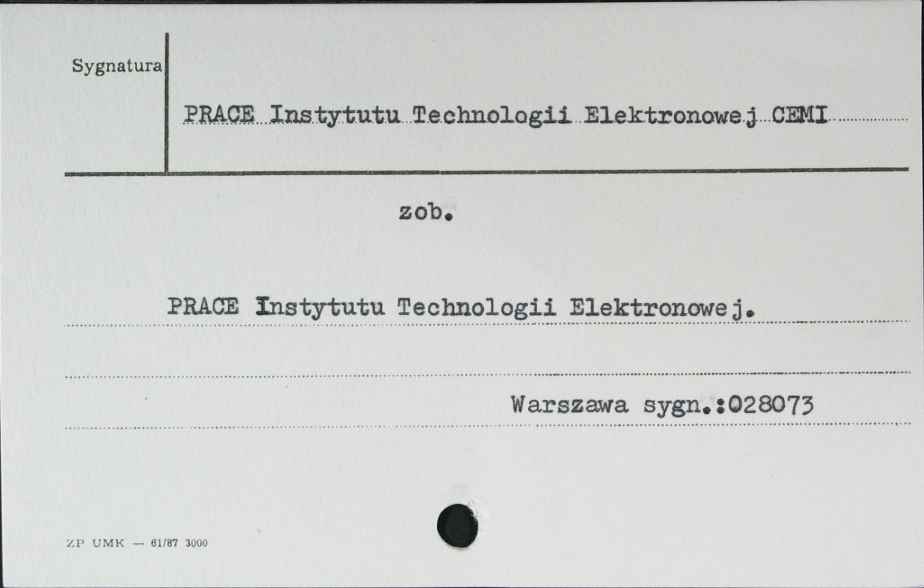 Sygnatura
PRACE Instytutu Technologii Elektronowej CEMI
zob.
PRACE Instytutu Technologii Elektronowej.
Warszawa sygn.:028073
ZP UMK — 61/87 3000